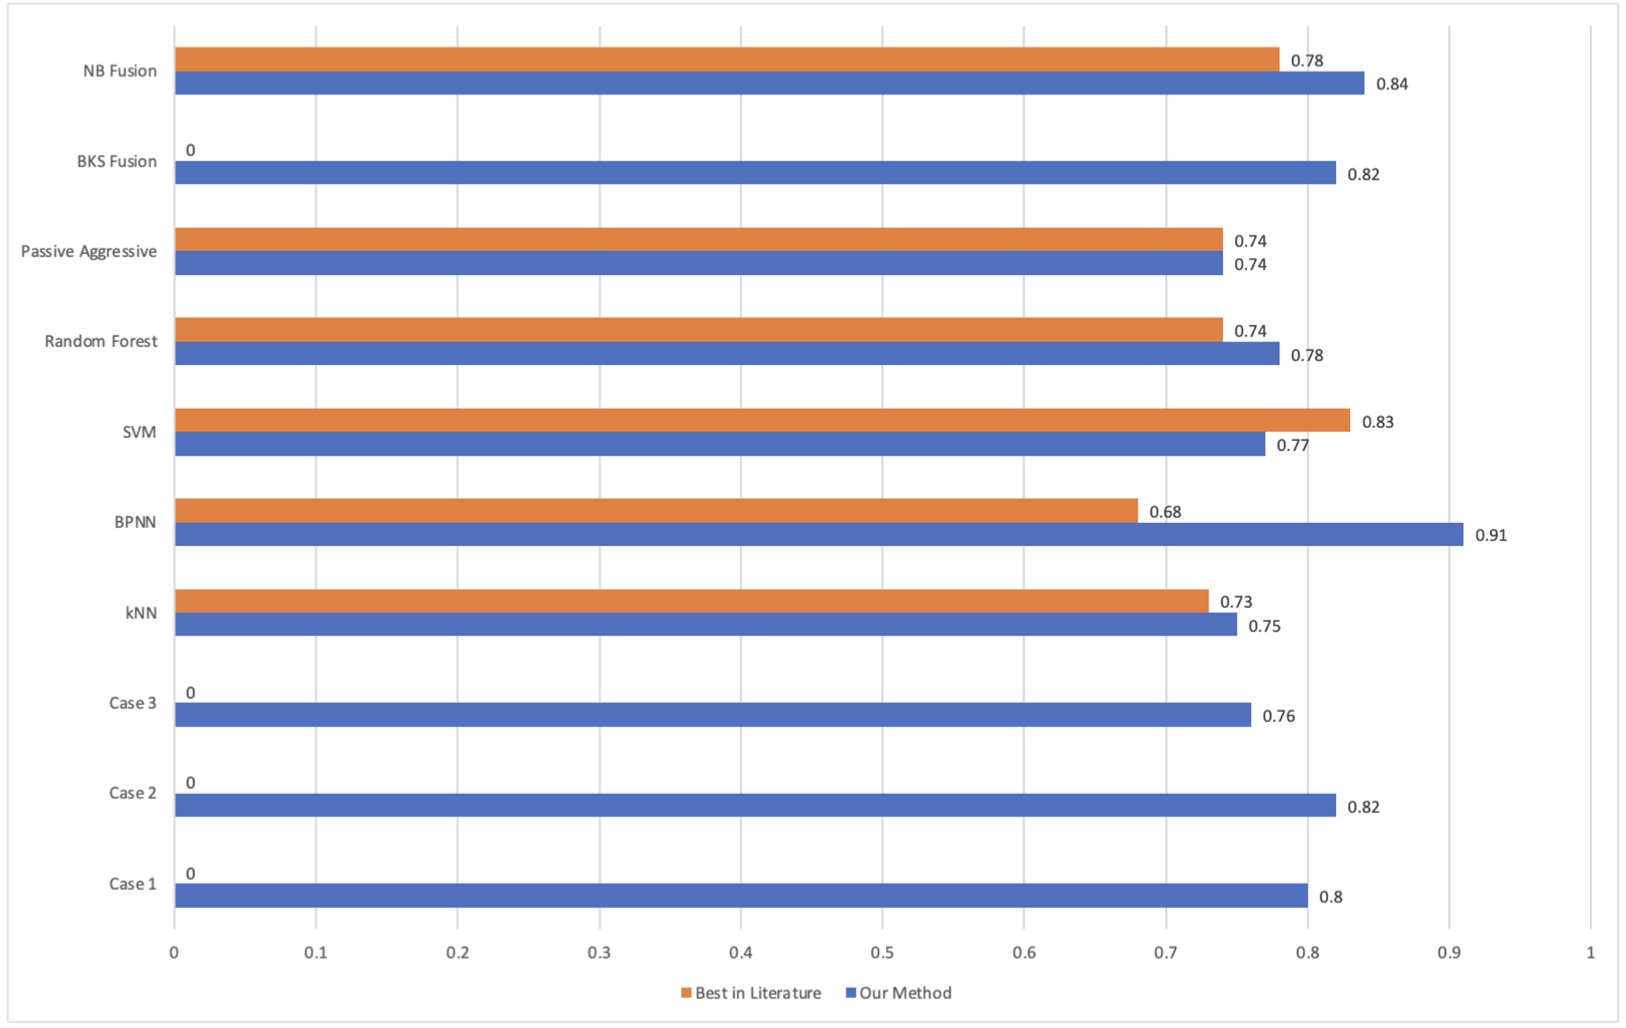 NB Fusion
0.78
0.84
BKS Fusion
0
0.82
Passive Aggressive
0.74
0.74
Random Forest
0.74
0.78
SVM
0.83
0.77
BPNN
0.68
0.91
kNN
0.73
0.75
Case 3
0
0.76
Case 2
0
0.82
Case 1
0
0.8
0 0.1 0.2 0.3 0.4 0.5 0.6 0.7 0.8 0.9 1
Best in Literature Our Method